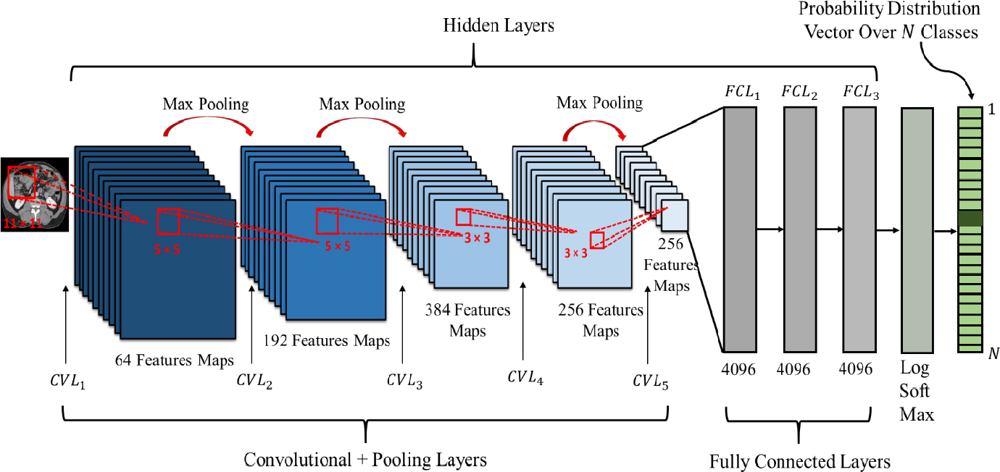 Probability Distribution
Vector Over N Classes
Hidden Layers
FCL₁
FCL₂
FCL₃
1
Max Pooling
Max Pooling
Max Pooling
11×11
5 × 5
5 × 5
3 × 3
3 × 3
256
Features
Maps
384 Features
Maps
256 Features
Maps
192 Features Maps
64 Features Maps
N
CVL₁
CVL₂
CVL₃
CVL₄
CVL₅
4096
4096
4096
Log
Soft
Max
Convolutional + Pooling Layers
Fully Connected Layers